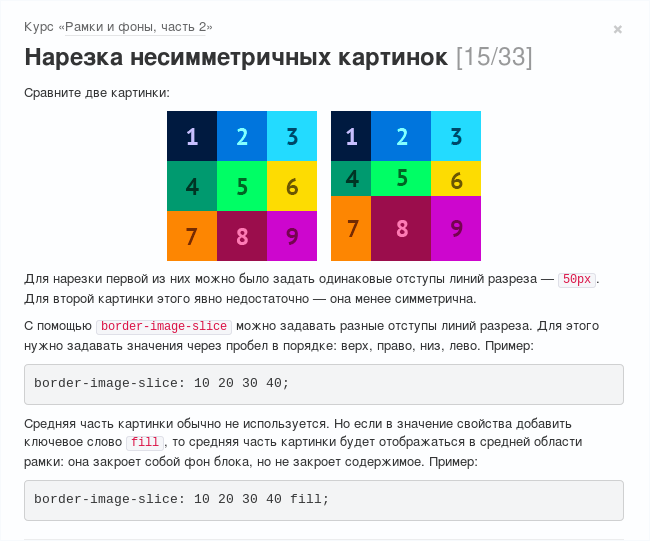 Курс «Рамки и фоны, часть 2»
×
Нарезка несимметричных картинок [15/33]
Сравните две картинки:
1 2 3 1 2 3
4 5 6 4 5 6
7 8 9 7 8 9
Для нарезки первой из них можно было задать одинаковые отступы линий разреза — 50px.
Для второй картинки этого явно недостаточно — она менее симметрична.
С помощью border-image-slice можно задавать разные отступы линий разреза. Для этого
нужно задавать значения через пробел в порядке: верх, право, низ, лево. Пример:
border-image-slice: 10 20 30 40;
Средняя часть картинки обычно не используется. Но если в значение свойства добавить
ключевое слово fill, то средняя часть картинки будет отображаться в средней области
рамки: она закроет собой фон блока, но не закроет содержимое. Пример:
border-image-slice: 10 20 30 40 fill;